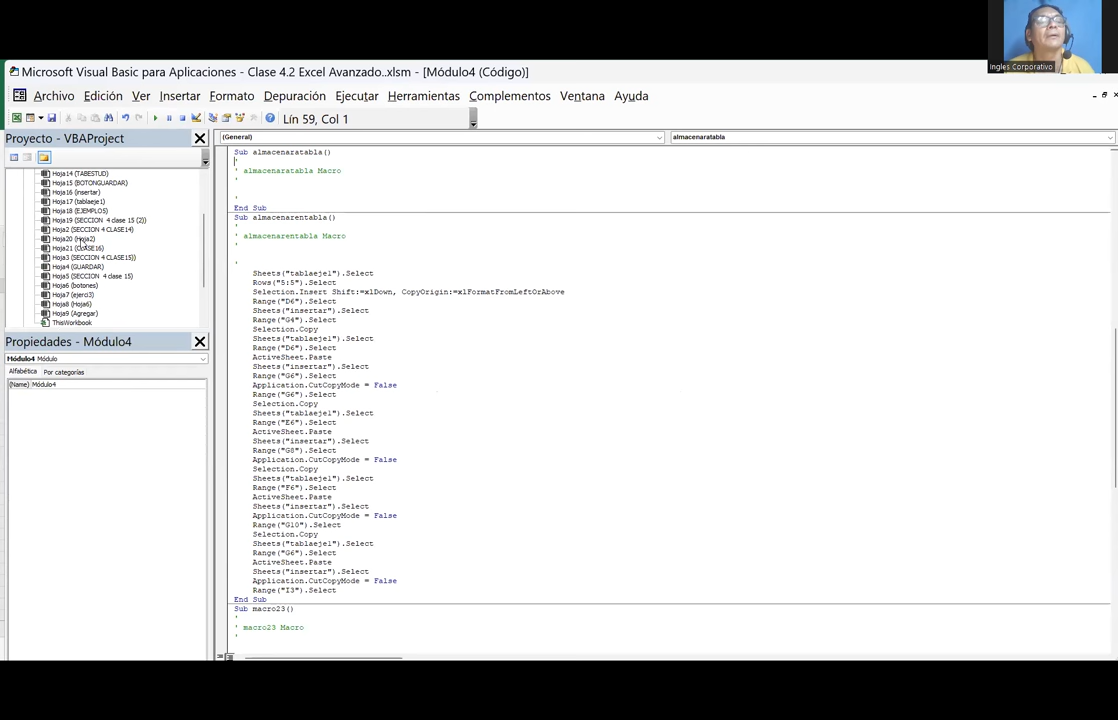 Ingles Corporativo
Microsoft Visual Basic para Aplicaciones - Clase 4.2 Excel Avanzado..xlsm - [Módulo4 (Código)]
Archivo Edición Ver Insertar Formato Depuración Ejecutar Herramientas Complementos Ventana Ayuda
Lín 59, Col 1
Proyecto - VBAProject
Hoja14 (TABESTUD)
Hoja15 (BOTONGUARDAR)
Hoja16 (insertar)
Hoja17 (tablaeje1)
Hoja18 (EJEMPLO5)
Hoja19 (SECCION 4 clase 15 (2))
Hoja2 (SECCION 4 CLASE14)
Hoja20 (Hoja2)
Hoja21 (CLASE16)
Hoja3 (SECCION 4 CLASE15))
Hoja4 (GUARDAR)
Hoja5 (SECCION 4 clase 15)
Hoja6 (botones)
Hoja7 (ejerci3)
Hoja8 (Hoja6)
Hoja9 (Agregar)
ThisWorkbook
Propiedades - Módulo4
Módulo4 Módulo
Alfabética Por categorías
(Name) Módulo4
(General) almacenaratabla
Sub almacenaratabla()
'
' almacenaratabla Macro
'
End Sub
Sub almacenarentabla()
'
' almacenarentabla Macro
'
'
Sheets("tablaeje1").Select
Rows("5:5").Select
Selection.Insert Shift:=xlDown, CopyOrigin:=xlFormatFromLeftOrAbove
Range("D6").Select
Sheets("insertar").Select
Range("G4").Select
Selection.Copy
Sheets("tablaeje1").Select
Range("D6").Select
ActiveSheet.Paste
Sheets("insertar").Select
Range("G6").Select
Application.CutCopyMode = False
Range("G6").Select
Selection.Copy
Sheets("tablaeje1").Select
Range("E6").Select
ActiveSheet.Paste
Sheets("insertar").Select
Range("G8").Select
Application.CutCopyMode = False
Selection.Copy
Sheets("tablaeje1").Select
Range("F6").Select
ActiveSheet.Paste
Sheets("insertar").Select
Application.CutCopyMode = False
Range("G10").Select
Selection.Copy
Sheets("tablaeje1").Select
Range("G6").Select
ActiveSheet.Paste
Sheets("insertar").Select
Application.CutCopyMode = False
Range("I3").Select
End Sub
Sub macro23()
'
' macro23 Macro
'